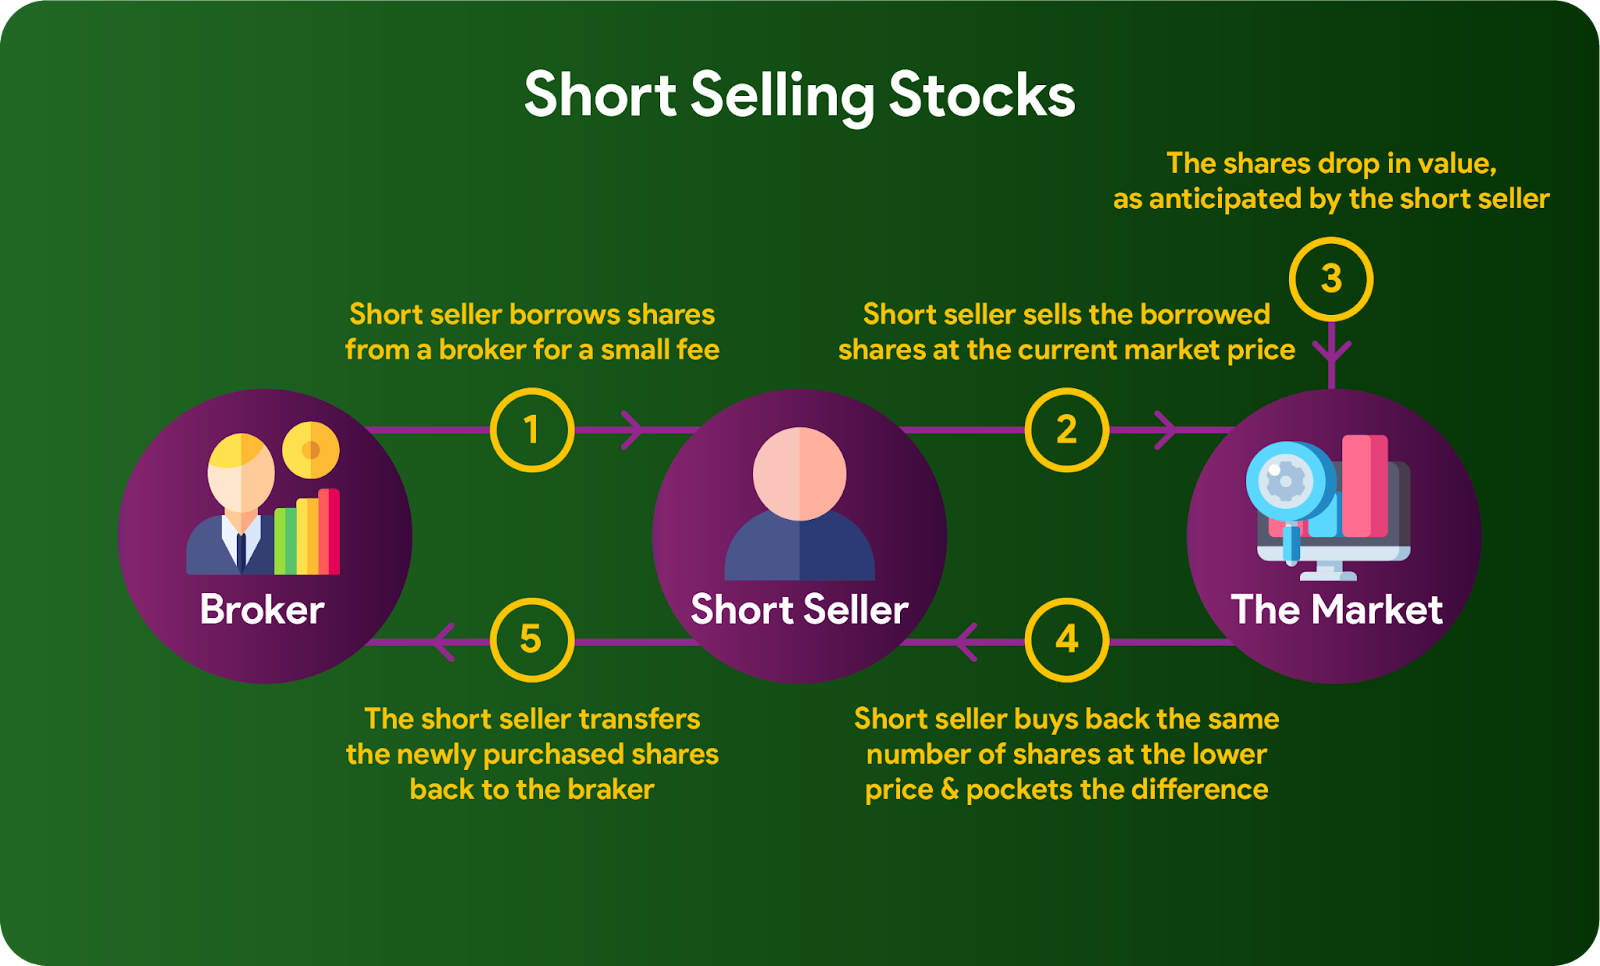 Short Selling Stocks
The shares drop in value,
as anticipated by the short seller
3
Short seller borrows shares
from a broker for a small fee
Short seller sells the borrowed
shares at the current market price
1
2
Broker
Short Seller
The Market
5
4
The short seller transfers
the newly purchased shares
back to the braker
Short seller buys back the same
number of shares at the lower
price & pockets the difference